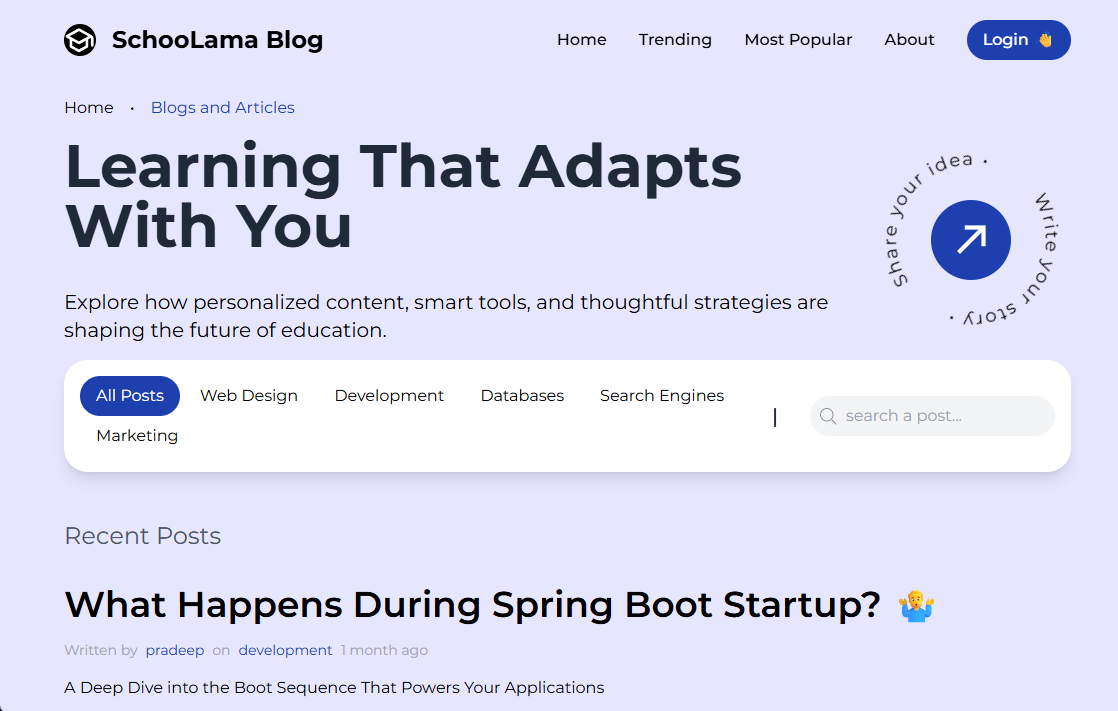 SchooLama Blog
Home
Trending
Most Popular
About
Login 👋
Home • Blogs and Articles
Learning That Adapts
With You
Share your idea • Write your story •
Explore how personalized content, smart tools, and thoughtful strategies are
shaping the future of education.
All Posts
Web Design
Development
Databases
Search Engines
Marketing
|
search a post...
Recent Posts
What Happens During Spring Boot Startup? 🤷‍♂️
Written by pradeep on development 1 month ago
A Deep Dive into the Boot Sequence That Powers Your Applications